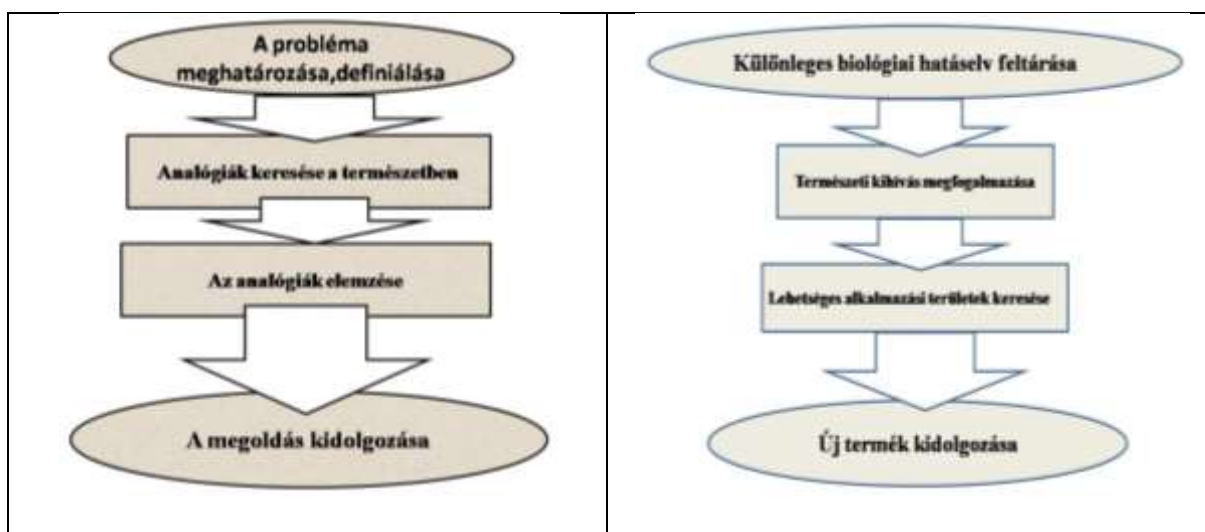 A probléma
meghatározása,definiálása
Analógiák keresése a természetben
Az analógiák elemzése
A megoldás kidolgozása
Különleges biológiai hatáselv feltárása
Természeti kihívás megfogalmazása
Lehetséges alkalmazási területek keresése
Új termék kidolgozása